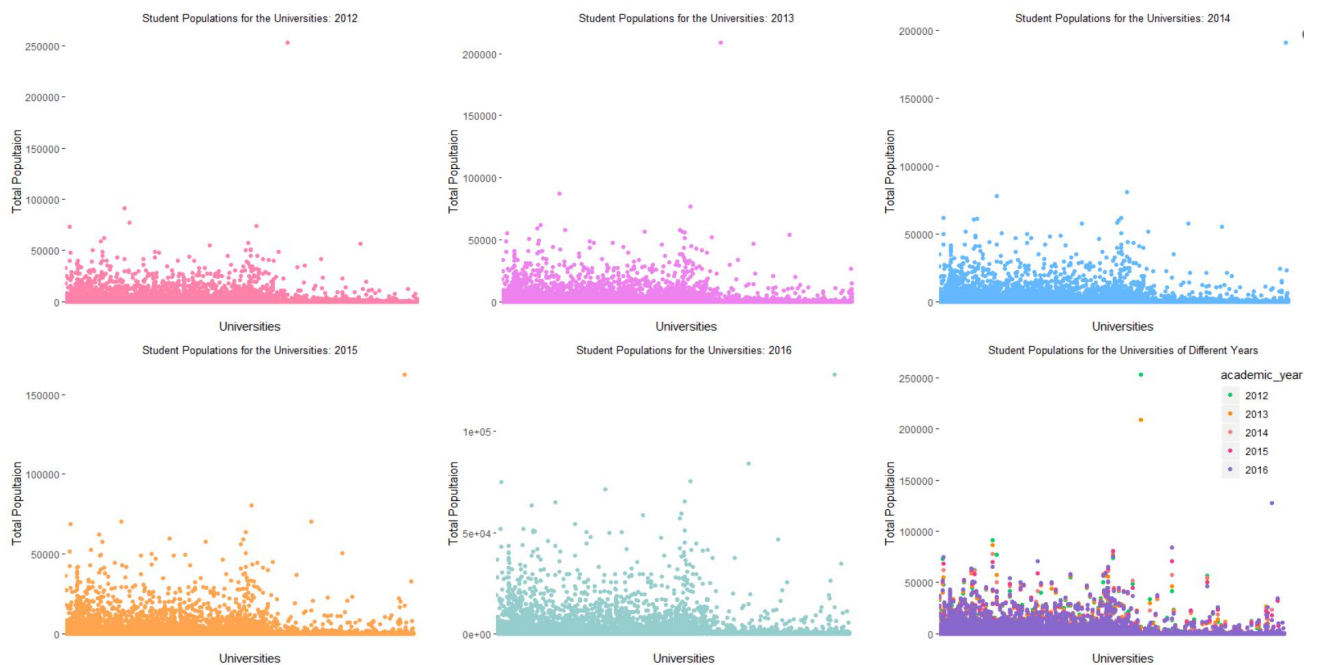 Student Populations for the Universities: 2012
250000
200000
150000
100000
50000
0
Total Popultaion
Universities
Student Populations for the Universities: 2013
200000
150000
100000
50000
0
Total Popultaion
Universities
Student Populations for the Universities: 2014
200000
150000
100000
50000
0
Total Popultaion
Universities
Student Populations for the Universities: 2015
150000
100000
50000
0
Total Popultaion
Universities
Student Populations for the Universities: 2016
1e+05
5e+04
0e+00
Total Popultaion
Universities
Student Populations for the Universities of Different Years
250000
200000
150000
100000
50000
0
Total Popultaion
Universities
academic_year
2012
2013
2014
2015
2016